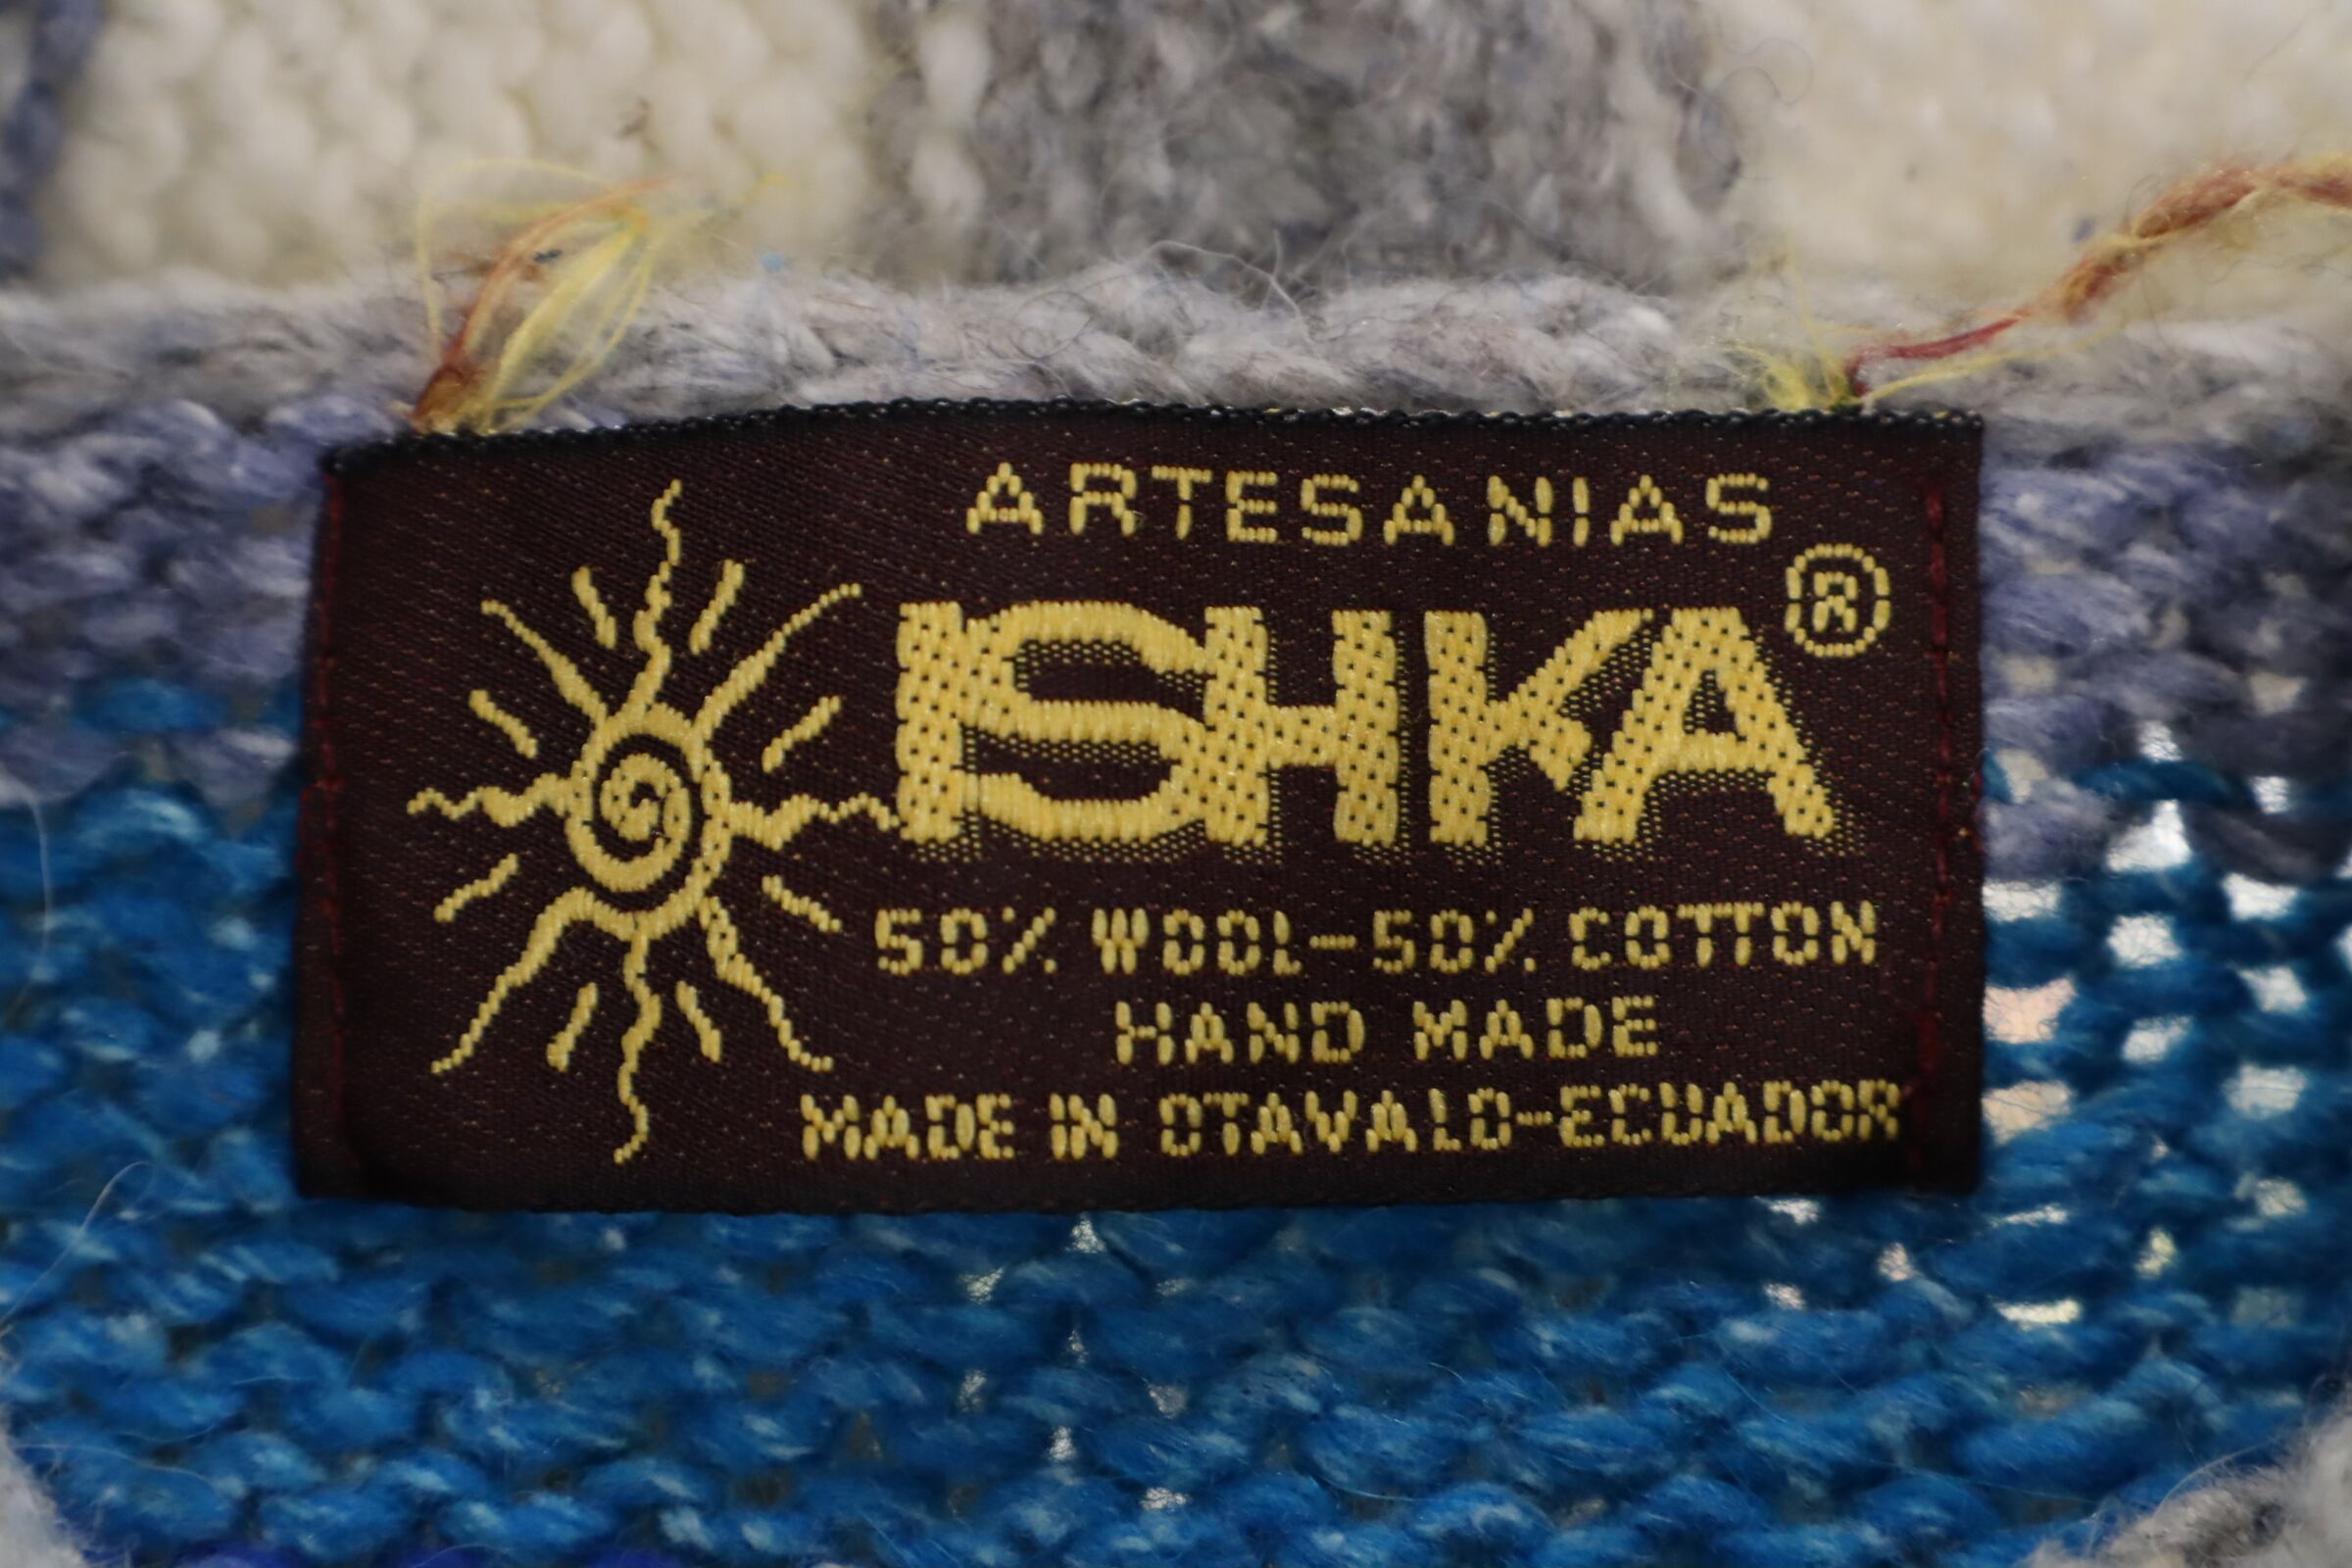 ARTESANIAS
ISHKA®
50% WOOL-50% COTTON
HAND MADE
MADE IN OTAVALO-ECUADOR